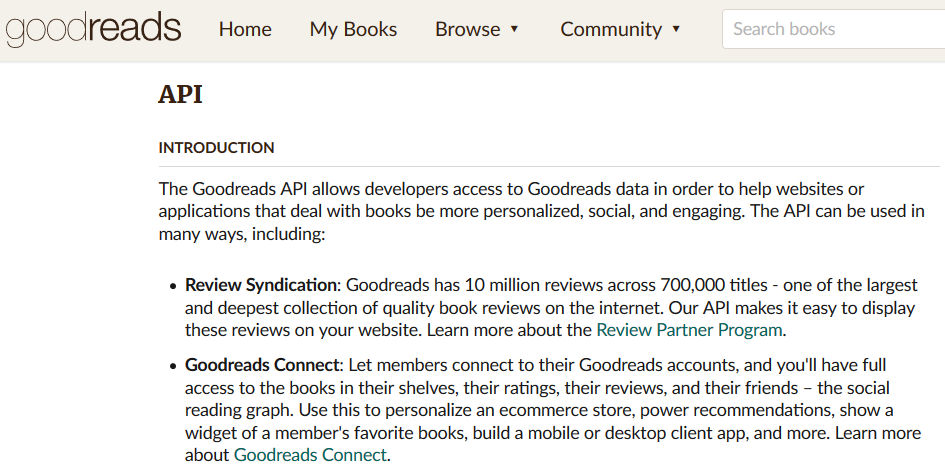 goodreads Home My Books Browse ▼ Community ▼ Search books
API
INTRODUCTION
The Goodreads API allows developers access to Goodreads data in order to help websites or
applications that deal with books be more personalized, social, and engaging. The API can be used in
many ways, including:
• Review Syndication: Goodreads has 10 million reviews across 700,000 titles - one of the largest
and deepest collection of quality book reviews on the internet. Our API makes it easy to display
these reviews on your website. Learn more about the Review Partner Program.
• Goodreads Connect: Let members connect to their Goodreads accounts, and you'll have full
access to the books in their shelves, their ratings, their reviews, and their friends – the social
reading graph. Use this to personalize an ecommerce store, power recommendations, show a
widget of a member's favorite books, build a mobile or desktop client app, and more. Learn more
about Goodreads Connect.